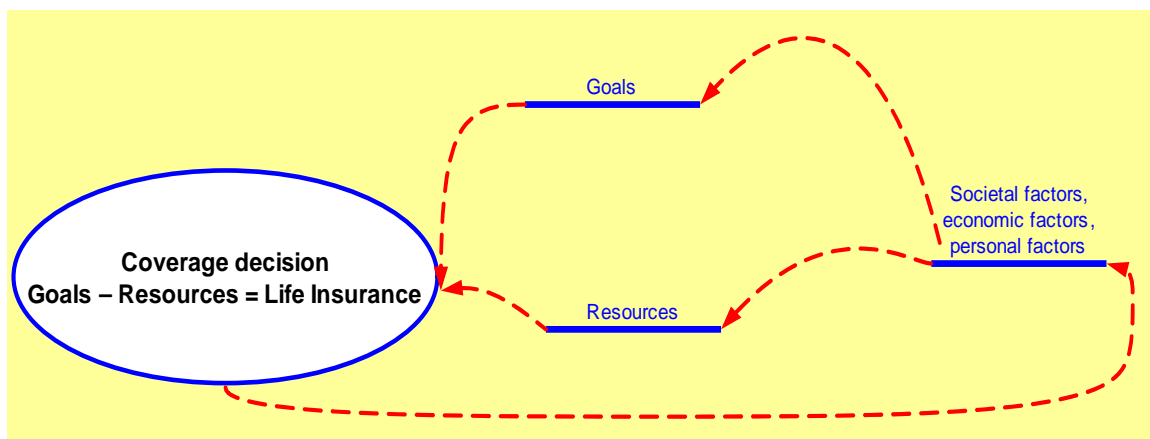 Goals
Societal factors,
economic factors,
personal factors
Coverage decision
Goals – Resources = Life Insurance
Resources